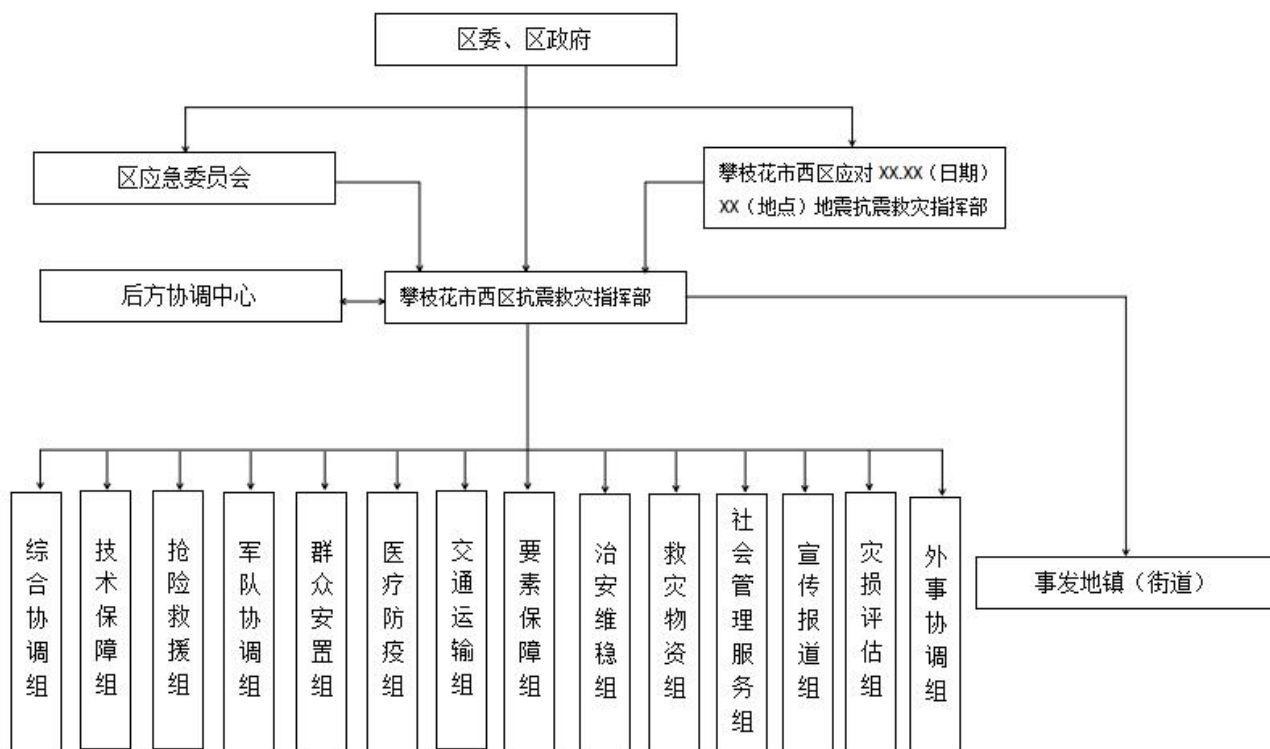 区委、区政府
区应急委员会
攀枝花市西区应对 XX.XX（日期）
XX（地点）地震抗震救灾指挥部
后方协调中心
攀枝花市西区抗震救灾指挥部
综合协调组
技术保障组
抢险救援组
军队协调组
群众安置组
医疗防疫组
交通运输组
要素保障组
治安维稳组
救灾物资组
社会管理服务组
宣传报道组
灾损评估组
外事协调组
事发地镇（街道）